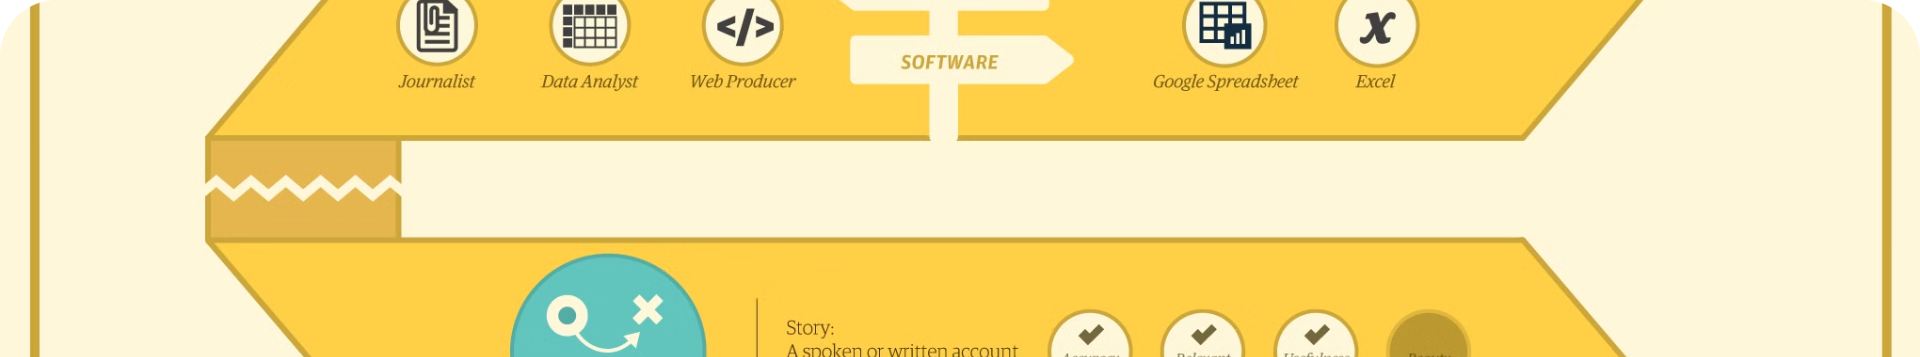 Journalist
Data Analyst
Web Producer
SOFTWARE
Google Spreadsheet
Excel
Story:
A spoken or written account